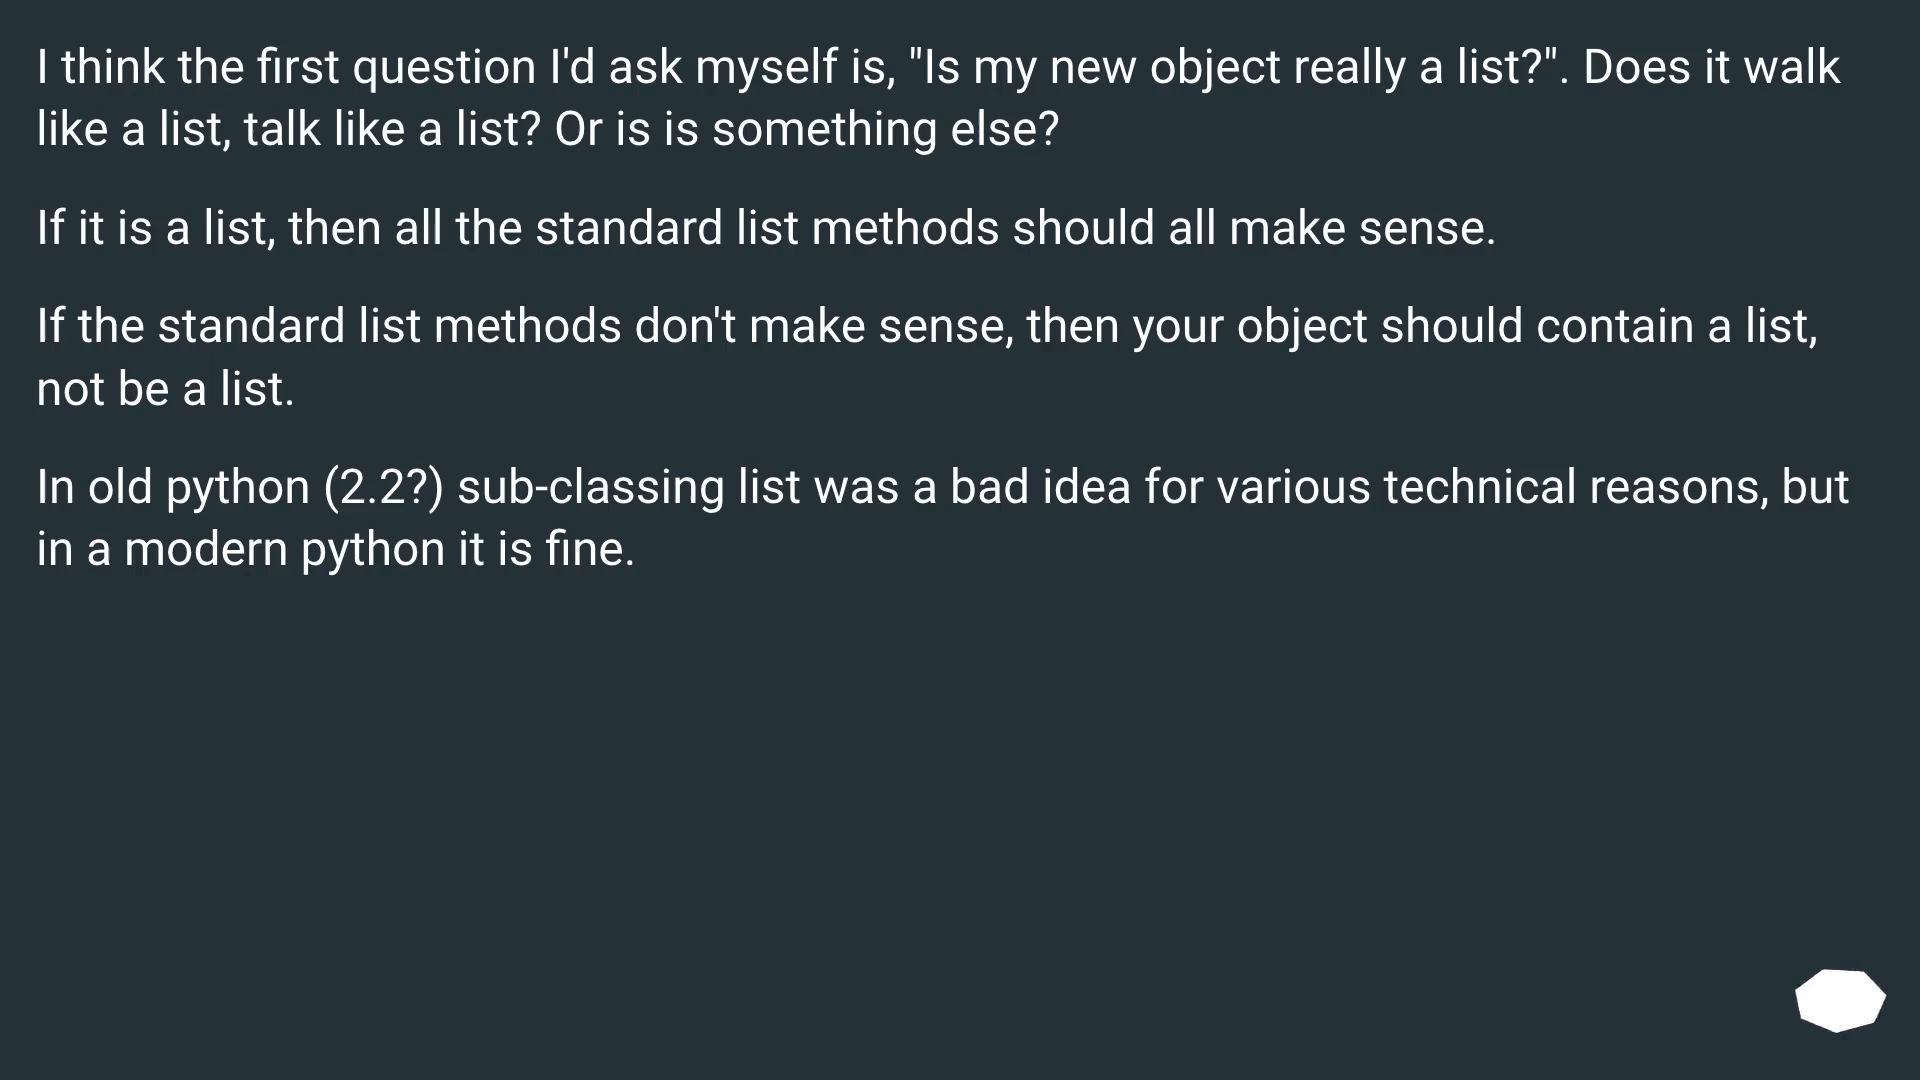 I think the first question I'd ask myself is, "Is my new object really a list?". Does it walk
like a list, talk like a list? Or is is something else?
If it is a list, then all the standard list methods should all make sense.
If the standard list methods don't make sense, then your object should contain a list,
not be a list.
In old python (2.2?) sub-classing list was a bad idea for various technical reasons, but
in a modern python it is fine.